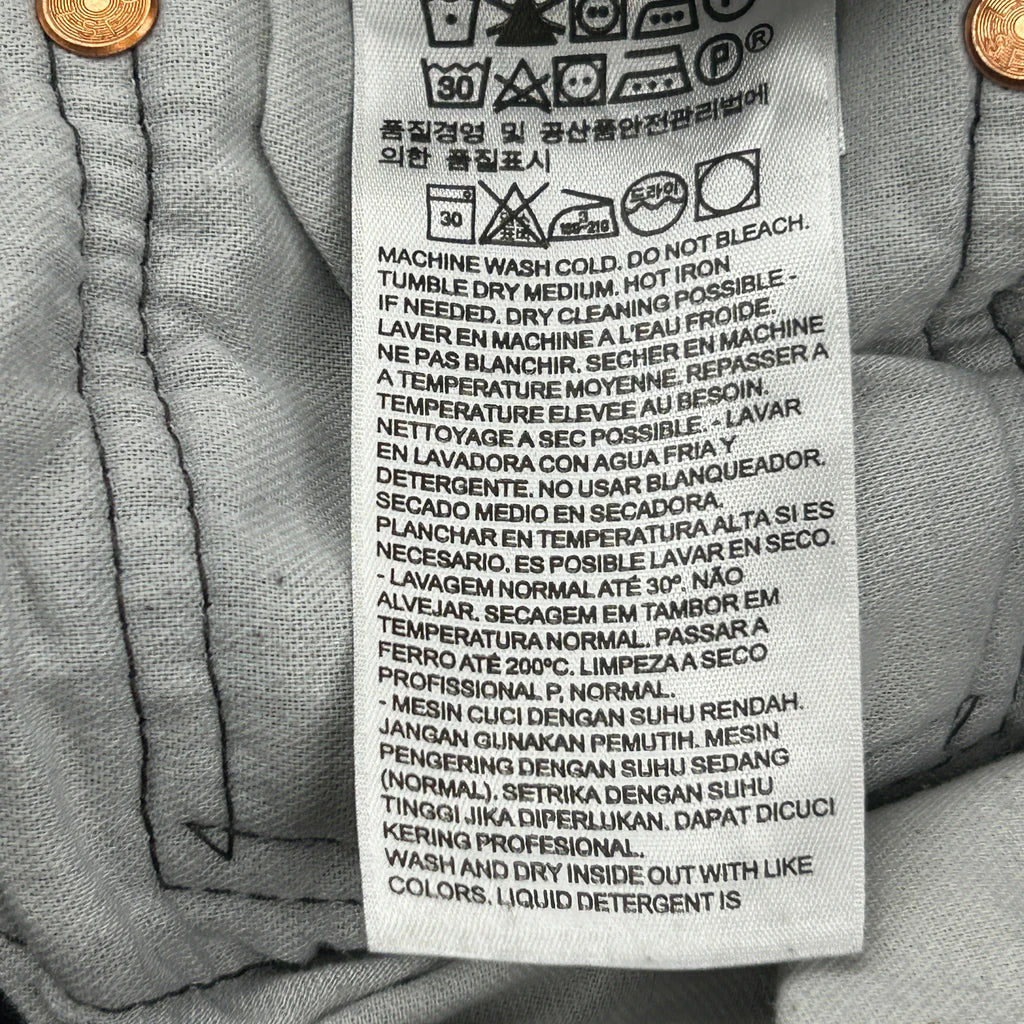 30
P®
품질경영 및 공산품안전관리법에
의한 품질표시
30 드라이
MACHINE WASH COLD. DO NOT BLEACH.
TUMBLE DRY MEDIUM. HOT IRON
IF NEEDED. DRY CLEANING POSSIBLE -
LAVER EN MACHINE A L'EAU FROIDE.
NE PAS BLANCHIR. SECHER EN MACHINE
A TEMPERATURE MOYENNE. REPASSER A
TEMPERATURE ELEVEE AU BESOIN.
NETTOYAGE A SEC POSSIBLE. - LAVAR
EN LAVADORA CON AGUA FRIA Y
DETERGENTE. NO USAR BLANQUEADOR.
SECADO MEDIO EN SECADORA.
PLANCHAR EN TEMPERATURA ALTA SI ES
NECESARIO. ES POSIBLE LAVAR EN SECO.
- LAVAGEM NORMAL ATÉ 30º. NÃO
ALVEJAR. SECAGEM EM TAMBOR EM
TEMPERATURA NORMAL. PASSAR A
FERRO ATÉ 200ºC. LIMPEZA A SECO
PROFISSIONAL P, NORMAL.
- MESIN CUCI DENGAN SUHU RENDAH.
JANGAN GUNAKAN PEMUTIH. MESIN
PENGERING DENGAN SUHU SEDANG
(NORMAL). SETRIKA DENGAN SUHU
TINGGI JIKA DIPERLUKAN. DAPAT DICUCI
KERING PROFESIONAL.
WASH AND DRY INSIDE OUT WITH LIKE
COLORS. LIQUID DETERGENT IS